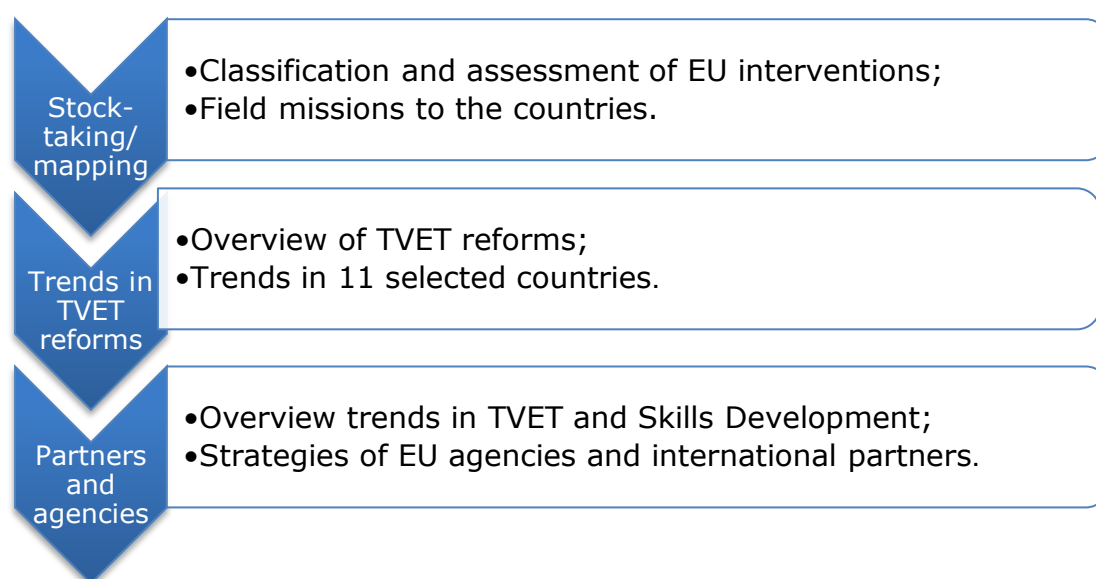 Stock-
taking/
mapping
•Classification and assessment of EU interventions;
•Field missions to the countries.
Trends in
TVET
reforms
•Overview of TVET reforms;
•Trends in 11 selected countries.
Partners
and
agencies
•Overview trends in TVET and Skills Development;
•Strategies of EU agencies and international partners.